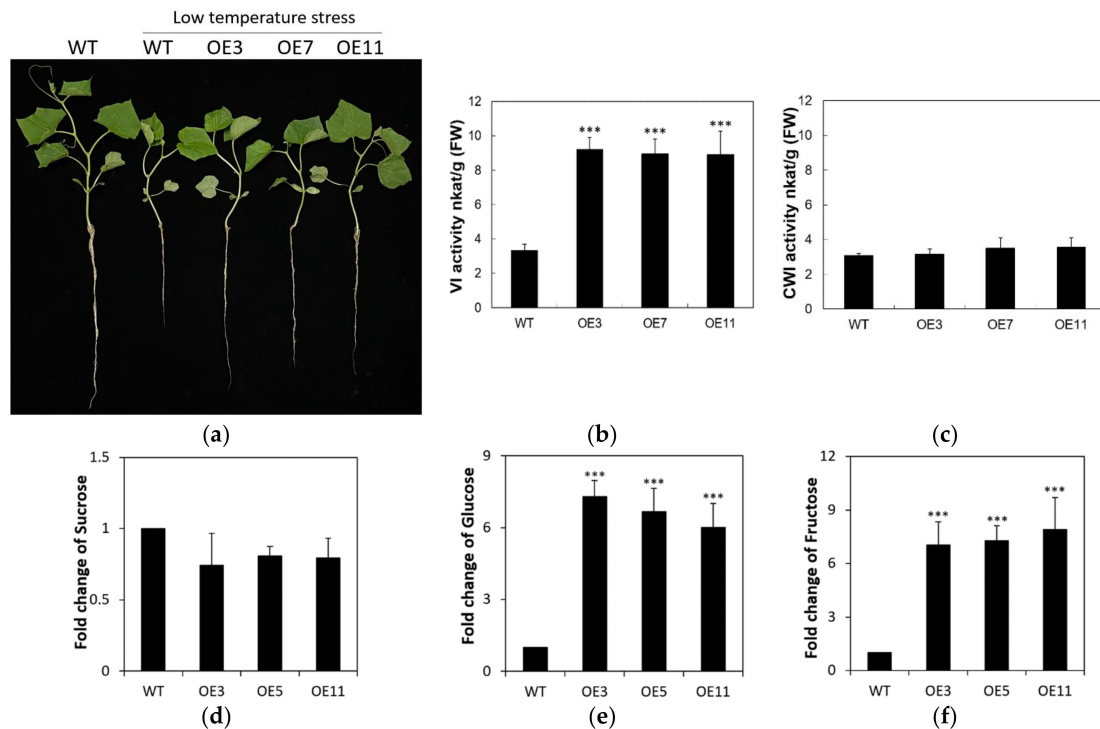 Low temperature stress
WT WT OE3 OE7 OE11
(a)
VI activity nkat/g (FW)
12
10
8
6
4
2
0
***
***
***
WT OE3 OE7 OE11
(b)
CWI activity nkat/g (FW)
12
10
8
6
4
2
0
WT OE3 OE7 OE11
(c)
Fold change of Sucrose
1.5
1
0.5
0
WT OE3 OE5 OE11
(d)
Fold change of Glucose
9
6
3
0
***
***
***
WT OE3 OE5 OE11
(e)
Fold change of Fructose
12
9
6
3
0
***
***
***
WT OE3 OE5 OE11
(f)